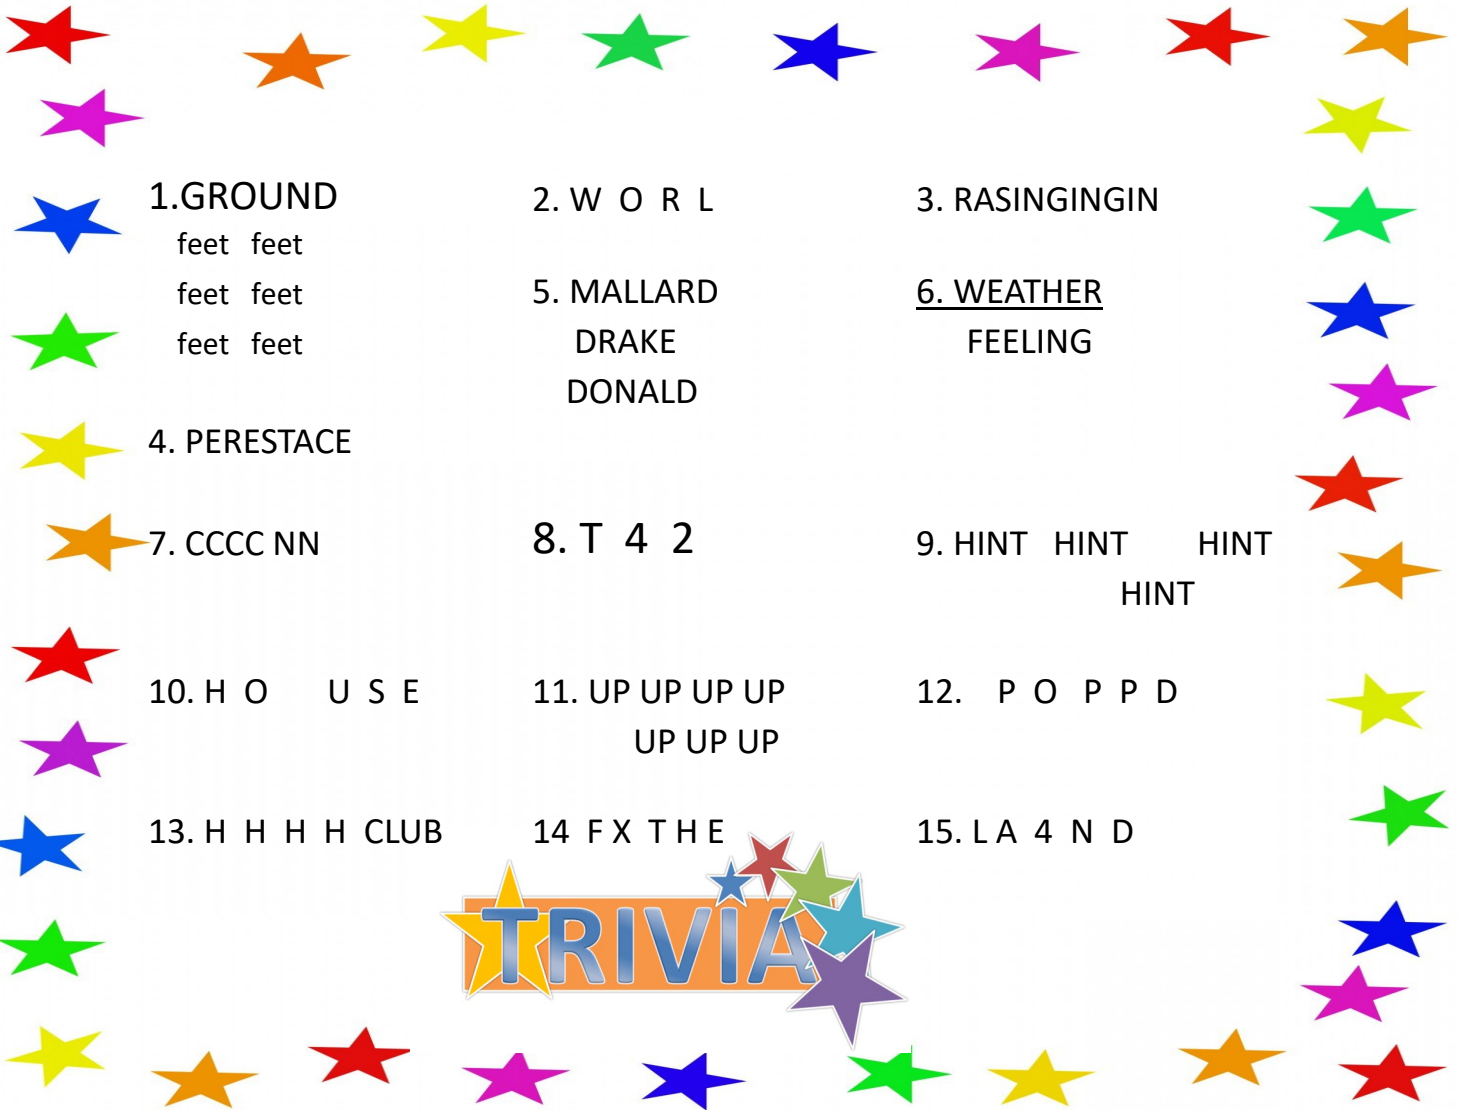 1.GROUND
feet feet
feet feet
feet feet
2. W O R L
3. RASINGINGIN
4. PERESTACE
5. MALLARD
DRAKE
DONALD
6. WEATHER
FEELING
7. CCCC NN
8. T 4 2
9. HINT HINT HINT
HINT
10. H O U S E
11. UP UP UP UP
UP UP UP
12. P O P P D
13. H H H H CLUB
14 F X T H E
15. L A 4 N D
TRIVIA